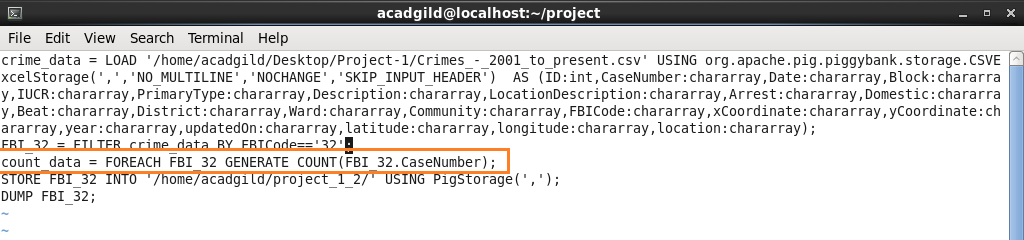 acadgild@localhost:~/project
File Edit View Search Terminal Help
crime_data = LOAD '/home/acadgild/Desktop/Project-1/Crimes_-_2001_to_present.csv' USING org.apache.pig.piggybank.storage.CSVE
xcelStorage(',','NO_MULTILINE','NOCHANGE','SKIP_INPUT_HEADER')  AS (ID:int,CaseNumber:chararray,Date:chararray,Block:chararra
y,IUCR:chararray,PrimaryType:chararray,Description:chararray,LocationDescription:chararray,Arrest:chararray,Domestic:chararra
y,Beat:chararray,District:chararray,Ward:chararray,Community:chararray,FBICode:chararray,xCoordinate:chararray,yCoordinate:ch
ararray,year:chararray,updatedOn:chararray,latitude:chararray,longitude:chararray,location:chararray);
FBI_32 = FILTER crime_data BY FBICode=='32';
count_data = FOREACH FBI_32 GENERATE COUNT(FBI_32.CaseNumber);
STORE FBI_32 INTO '/home/acadgild/project_1_2/' USING PigStorage(',');
DUMP FBI_32;
~
~